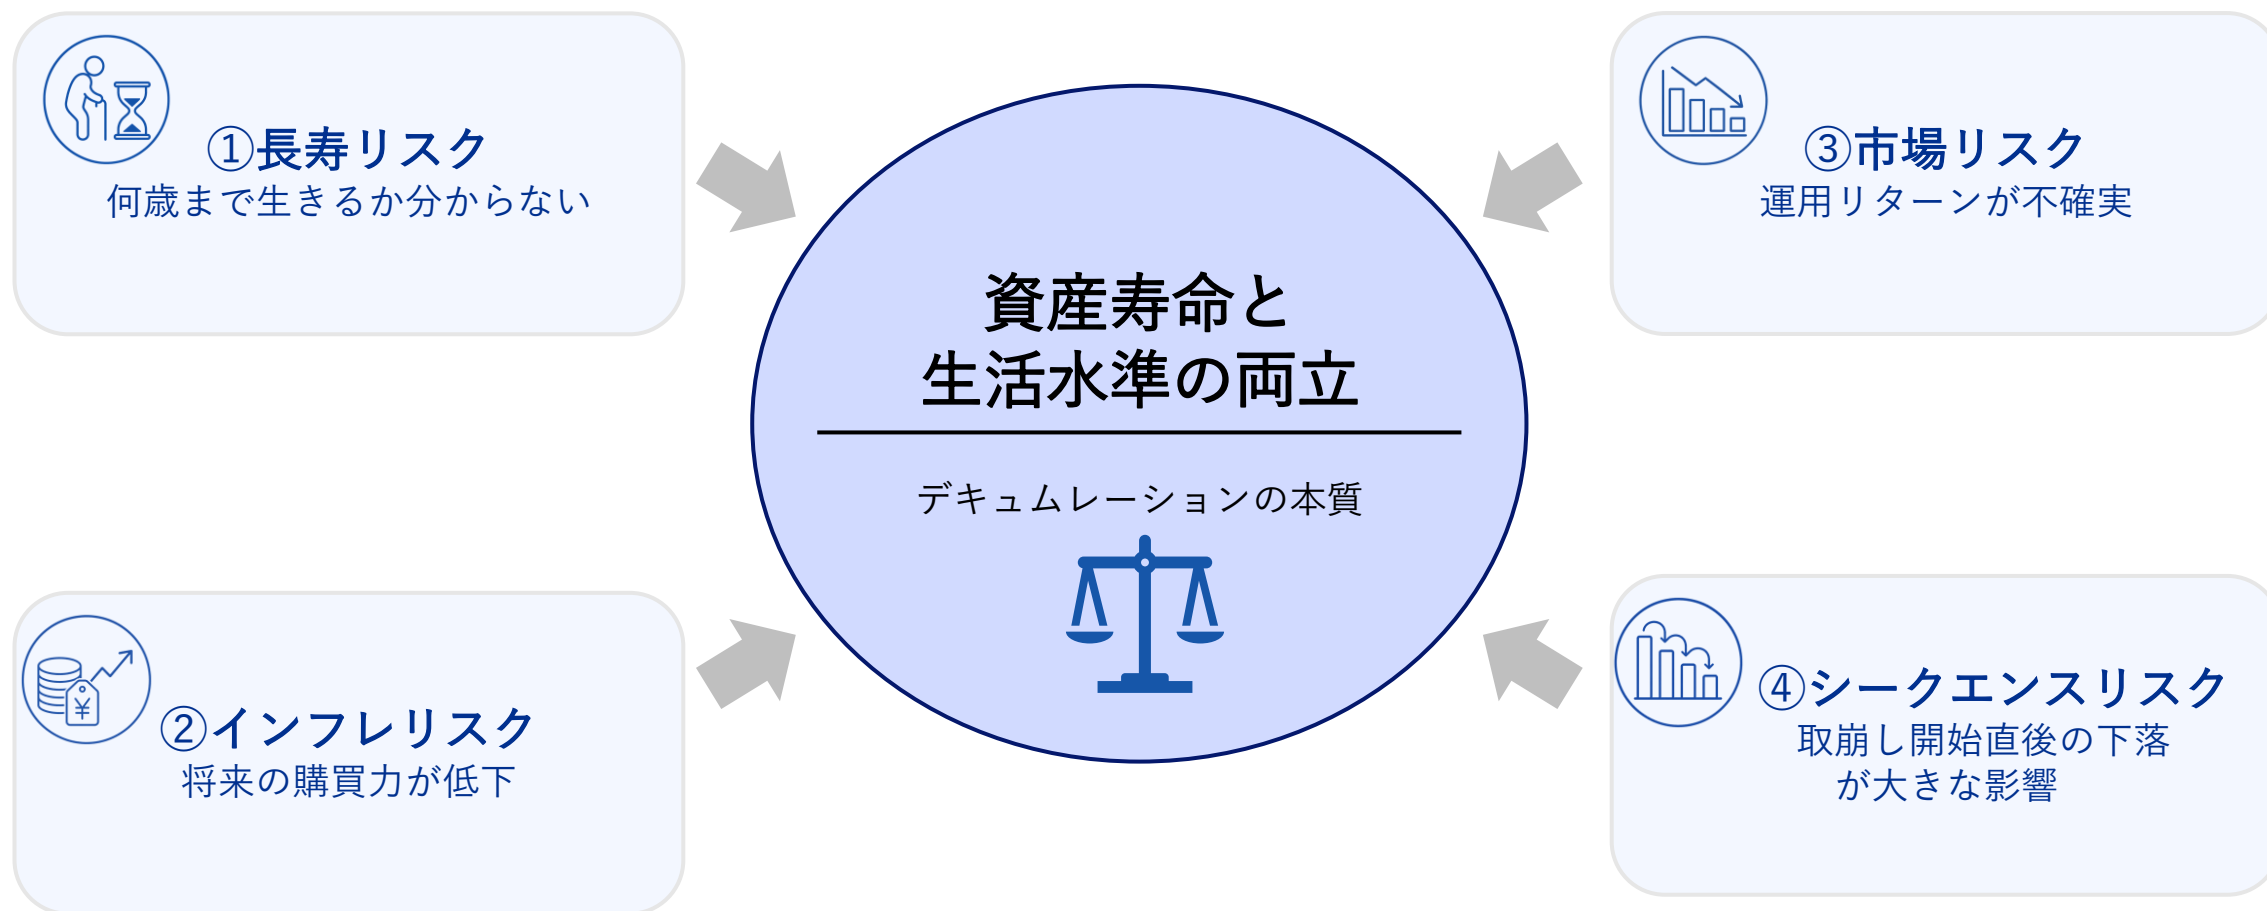 ①長寿リスク
何歳まで生きるか分からない
②インフレリスク
将来の購買力が低下
資産寿命と
生活水準の両立
デキュムレーションの本質
③市場リスク
運用リターンが不確実
④シークエンスリスク
取崩し開始直後の下落
が大きな影響
¥